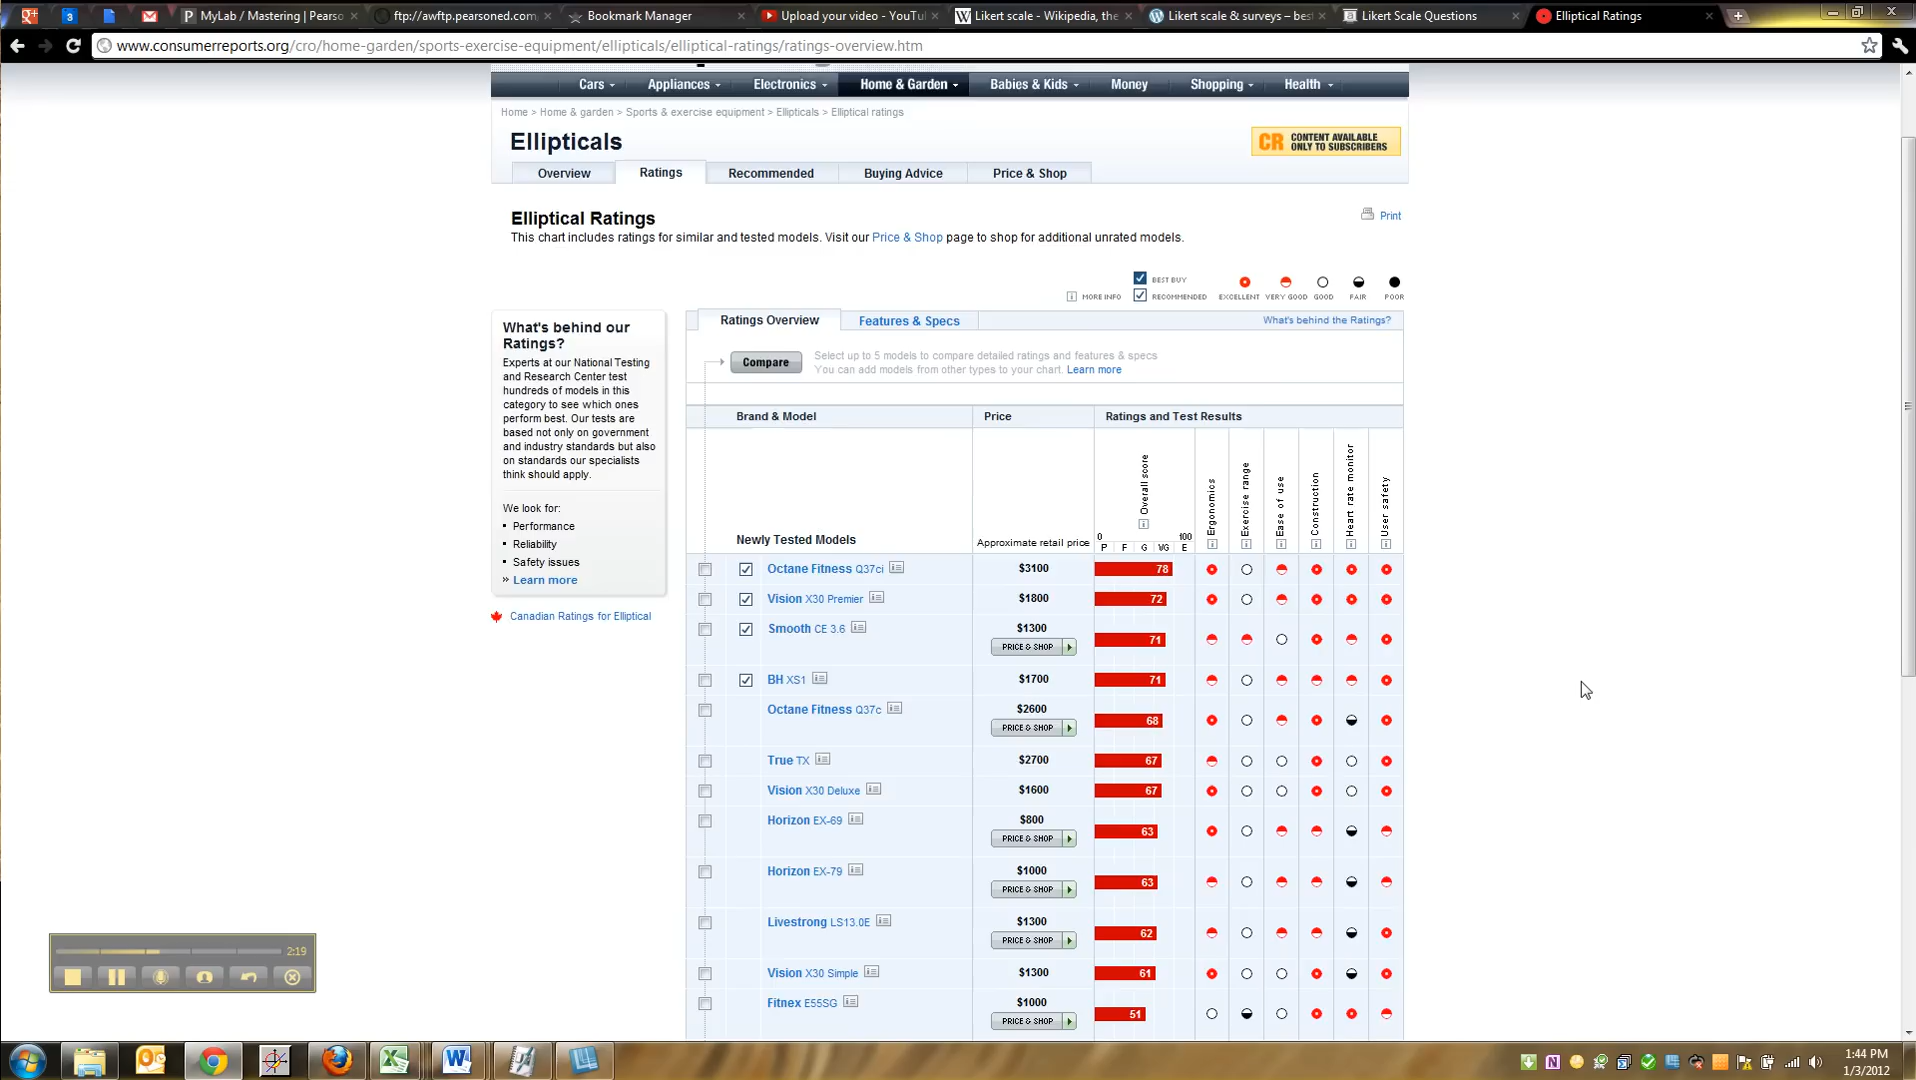 MyLab / Mastering | Pearso
ftp://awftp.pearsoned.com
Bookmark Manager
Upload your video - YouTu
Likert scale - Wikipedia, the
Likert scale & surveys – best
Likert Scale Questions
Elliptical Ratings
www.consumerreports.org/cro/home-garden/sports-exercise-equipment/ellipticals/elliptical-ratings/ratings-overview.htm
Cars Appliances Electronics Home & Garden Babies & Kids Money Shopping Health
Home > Home & garden > Sports & exercise equipment > Ellipticals > Elliptical ratings
Ellipticals
CR CONTENT AVAILABLE
ONLY TO SUBSCRIBERS
Overview Ratings Recommended Buying Advice Price & Shop
Elliptical Ratings
Print
This chart includes ratings for similar and tested models. Visit our Price & Shop page to shop for additional unrated models.
BEST BUY
MORE INFO RECOMMENDED EXCELLENT VERY GOOD GOOD FAIR POOR
What's behind our
Ratings?
Experts at our National Testing
and Research Center test
hundreds of models in this
category to see which ones
perform best. Our tests are
based not only on government
and industry standards but also
on standards our specialists
think should apply.
We look for:
Performance
Reliability
Safety issues
» Learn more
Canadian Ratings for Elliptical
Ratings Overview Features & Specs What's behind the Ratings?
Compare
Select up to 5 models to compare detailed ratings and features & specs
You can add models from other types to your chart. Learn more
Brand & Model Price Ratings and Test Results
Overall score
Ergonomics
Exercise range
Ease of use
Construction
Heart rate monitor
User safety
Newly Tested Models Approximate retail price
0 100
P F G VG E
Octane Fitness Q37ci $3100 78
Vision X30 Premier $1800 72
Smooth CE 3.6 $1300 71
PRICE & SHOP
BH XS1 $1700 71
Octane Fitness Q37c $2600 68
PRICE & SHOP
True TX $2700 67
Vision X30 Deluxe $1600 67
Horizon EX-69 $800 63
PRICE & SHOP
Horizon EX-79 $1000 63
PRICE & SHOP
Livestrong LS13.0E $1300 62
PRICE & SHOP
Vision X30 Simple $1300 61
Fitnex E55SG $1000 51
PRICE & SHOP
2:19
1:44 PM
1/3/2012